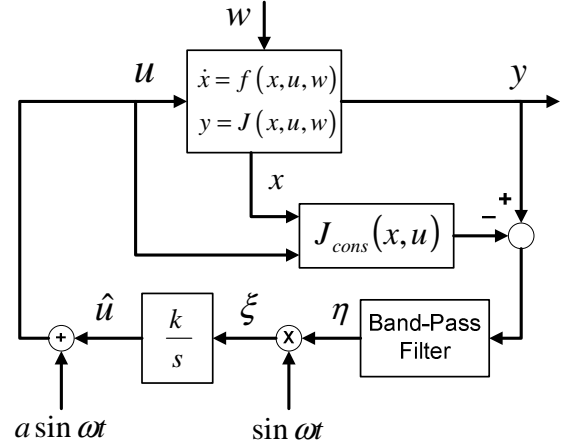 w
u
ẋ = f(x,u,w)
y = J(x,u,w)
y
x
+
−
J_cons(x,u)
û
k/s
ξ
η
Band-Pass
Filter
+
x
a sin ωt
sin ωt